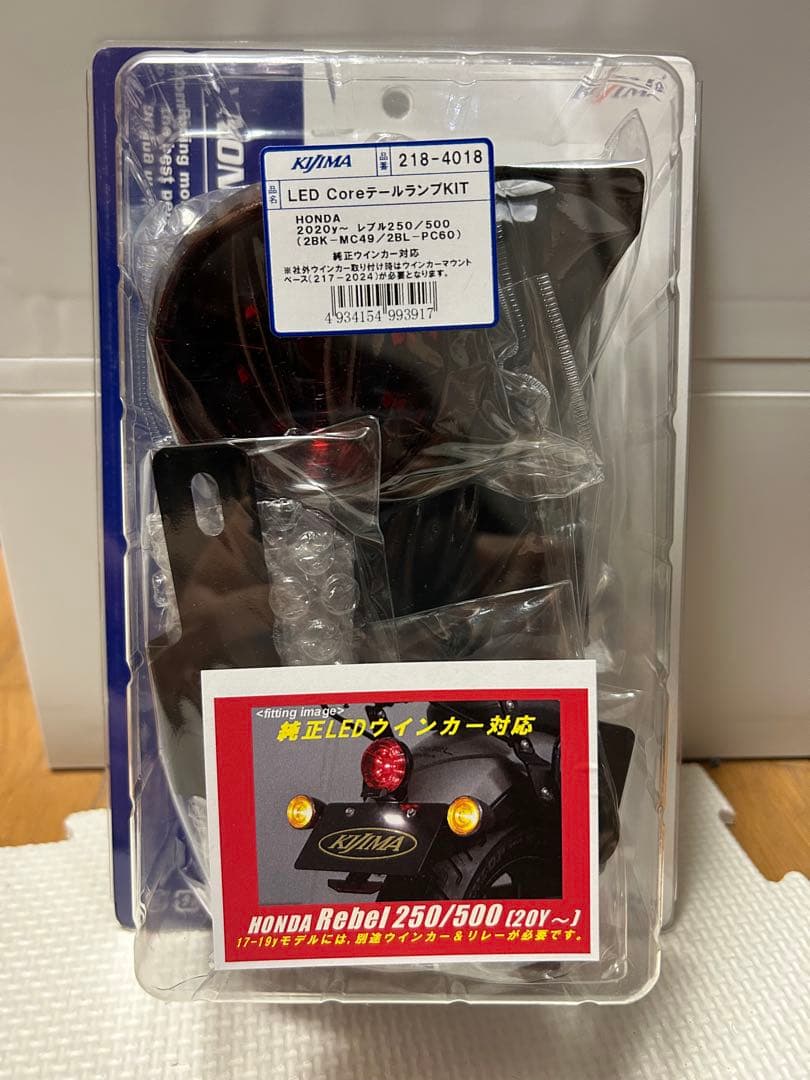 KIJIMA
品番
218-4018
品名
LED CoreテールランプKIT
HONDA
2020y~ レブル250/500
(2BK-MC49/2BL-PC60)
純正ウインカー対応
※社外ウインカー取り付け時はウインカーマウント
ベース(217-2024)が必要となります。
4 934154 993917
<fitting image>
純正LEDウインカー対応
KIJIMA
HONDA Rebel 250/500 [20Y~]
17-19yモデルには,別途ウインカー&リレーが必要です。